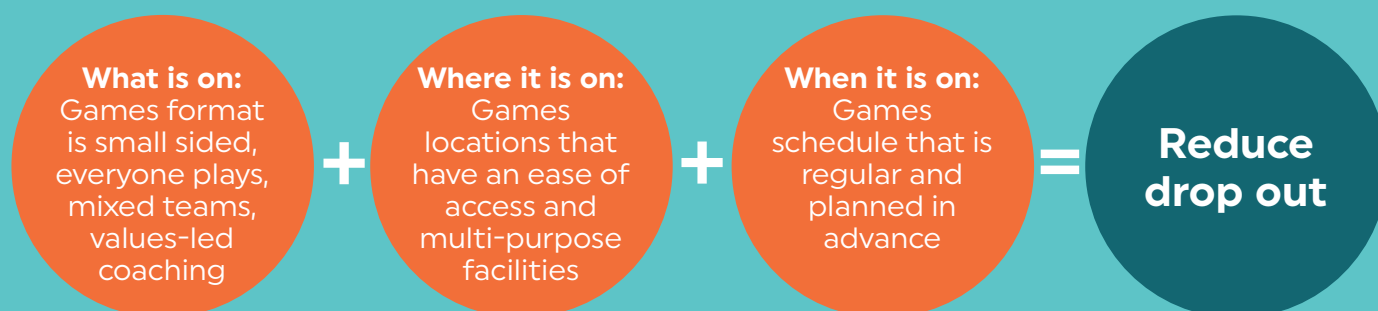 What is on:
Games format
is small sided,
everyone plays,
mixed teams,
values-led
coaching
+
Where it is on:
Games
locations that
have an ease of
access and
multi-purpose
facilities
+
When it is on:
Games
schedule that is
regular and
planned in
advance
=
Reduce
drop out